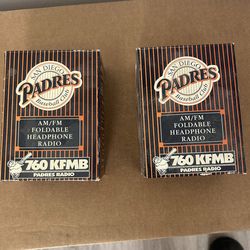 SAN DIEGO
PADRES
Baseball Club
AM/FM
FOLDABLE
HEADPHONE
RADIO
760 KFMB
PADRES RADIO
SAN DIEGO
PADRES
Baseball Club
AM/FM
FOLDABLE
HEADPHONE
RADIO
760 KFMB
PADRES RADIO